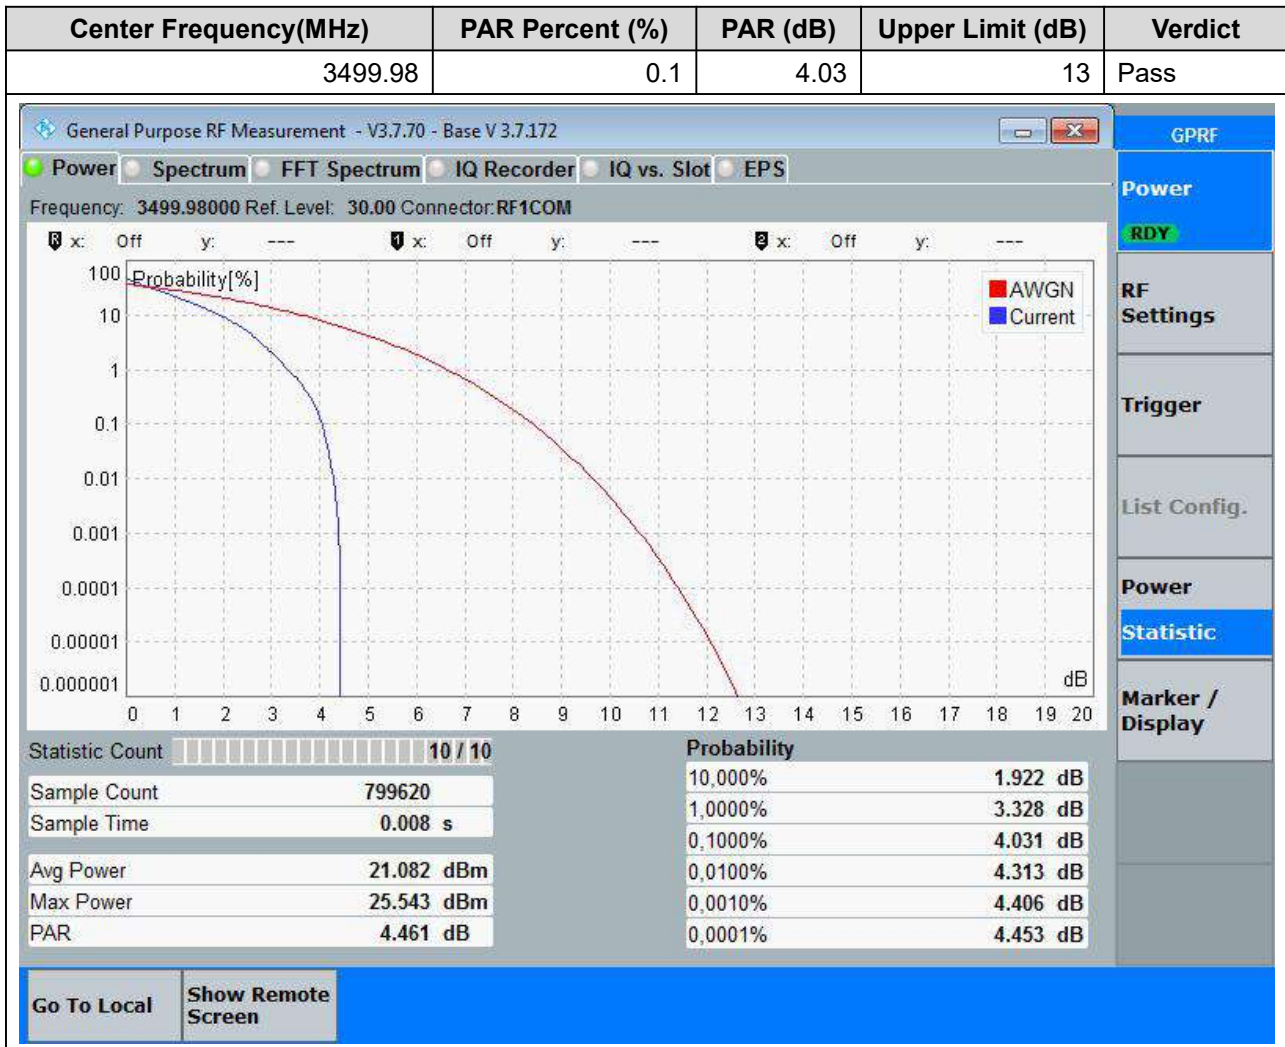 Center Frequency(MHz) PAR Percent (%) PAR (dB) Upper Limit (dB) Verdict
3499.98 0.1 4.03 13 Pass
General Purpose RF Measurement - V3.7.70 - Base V 3.7.172
GPRF
Power Spectrum FFT Spectrum IQ Recorder IQ vs. Slot EPS
Frequency: 3499.98000 Ref. Level: 30.00 Connector:RF1COM
R x: Off y: --- 1 x: Off y: --- 2 x: Off y: ---
Probability[%]
AWGN
Current
100
10
1
0.1
0.01
0.001
0.0001
0.00001
0.000001
dB
0 1 2 3 4 5 6 7 8 9 10 11 12 13 14 15 16 17 18 19 20
Statistic Count 10 / 10
Sample Count 799620
Sample Time 0.008 s
Avg Power 21.082 dBm
Max Power 25.543 dBm
PAR 4.461 dB
Probability
10,000% 1.922 dB
1,0000% 3.328 dB
0,1000% 4.031 dB
0,0100% 4.313 dB
0,0010% 4.406 dB
0,0001% 4.453 dB
Power
RDY
RF
Settings
Trigger
List Config.
Power
Statistic
Marker /
Display
Go To Local
Show Remote
Screen